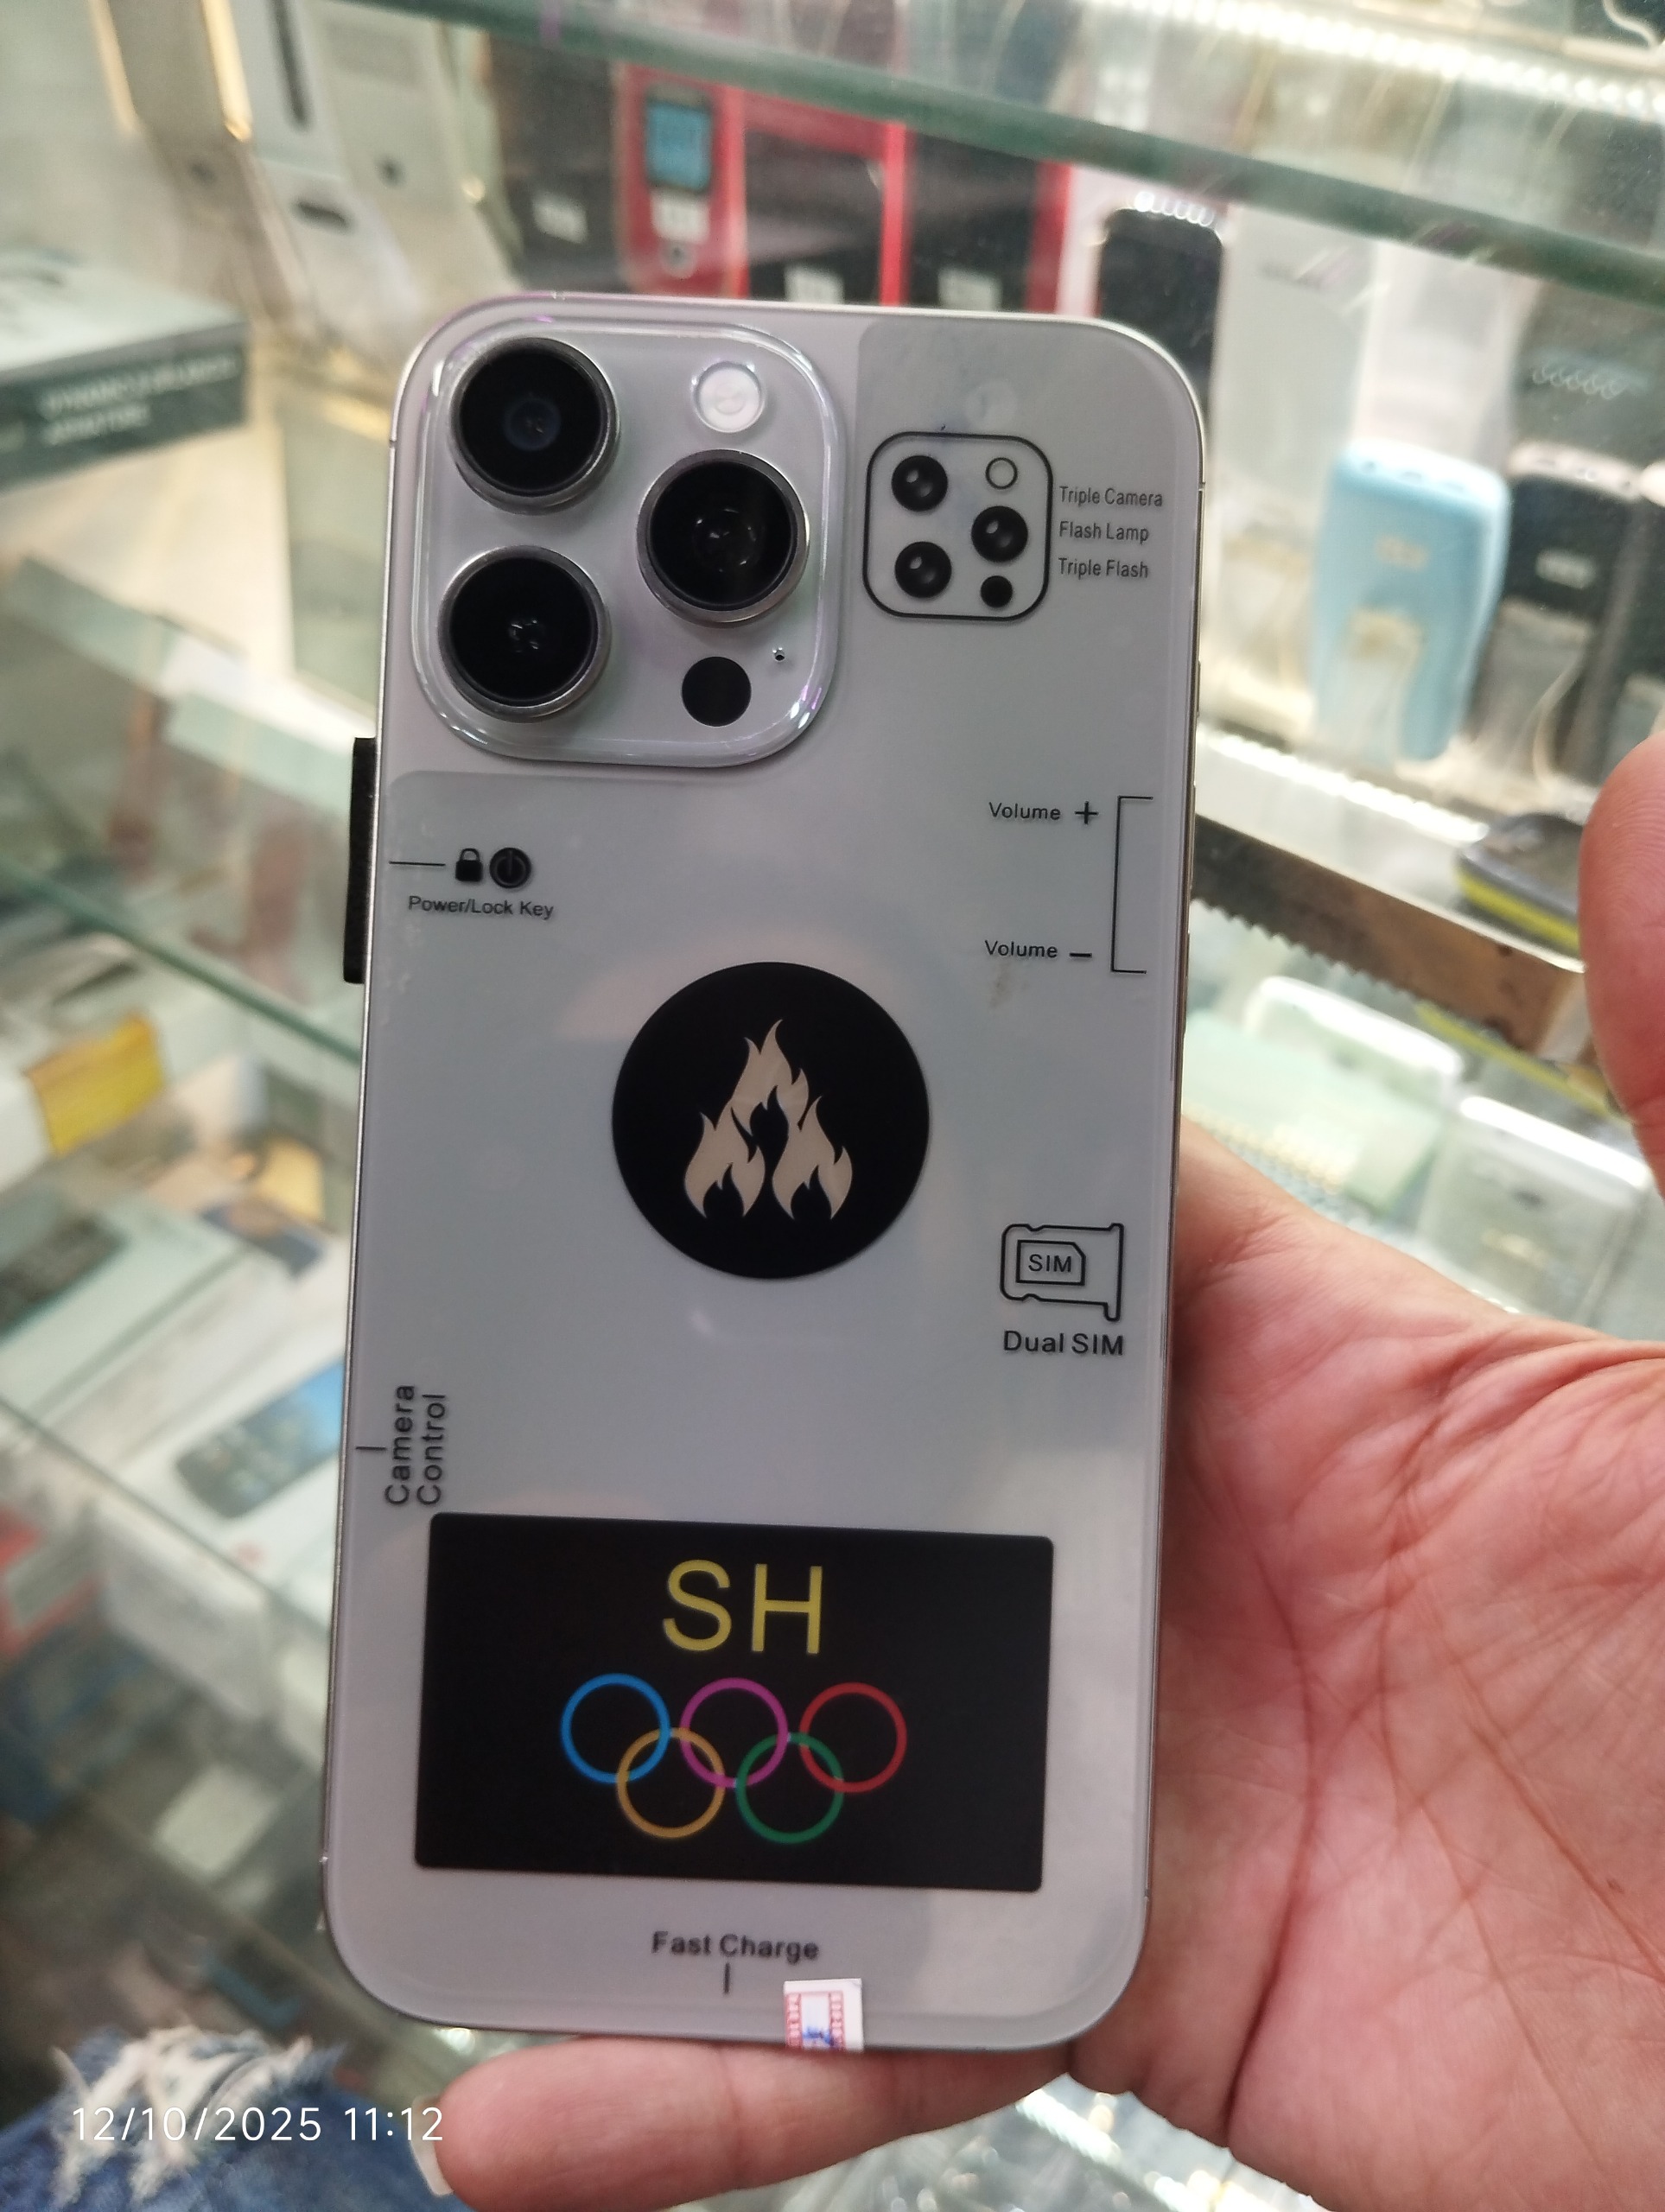 Triple Camera
Flash Lamp
Triple Flash
Volume +
Power/Lock Key
Volume −
SIM
Dual SIM
Camera
Control
SH
Fast Charge
12/10/2025 11:12